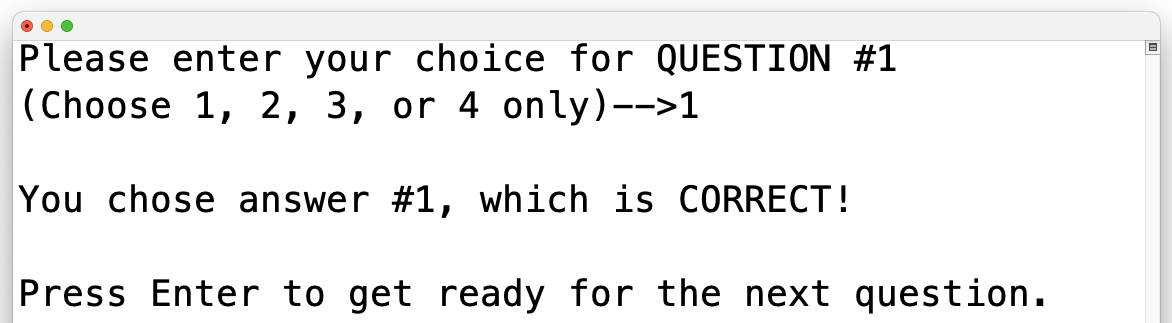 Please enter your choice for QUESTION #1
(Choose 1, 2, 3, or 4 only)-->1
You chose answer #1, which is CORRECT!
Press Enter to get ready for the next question.